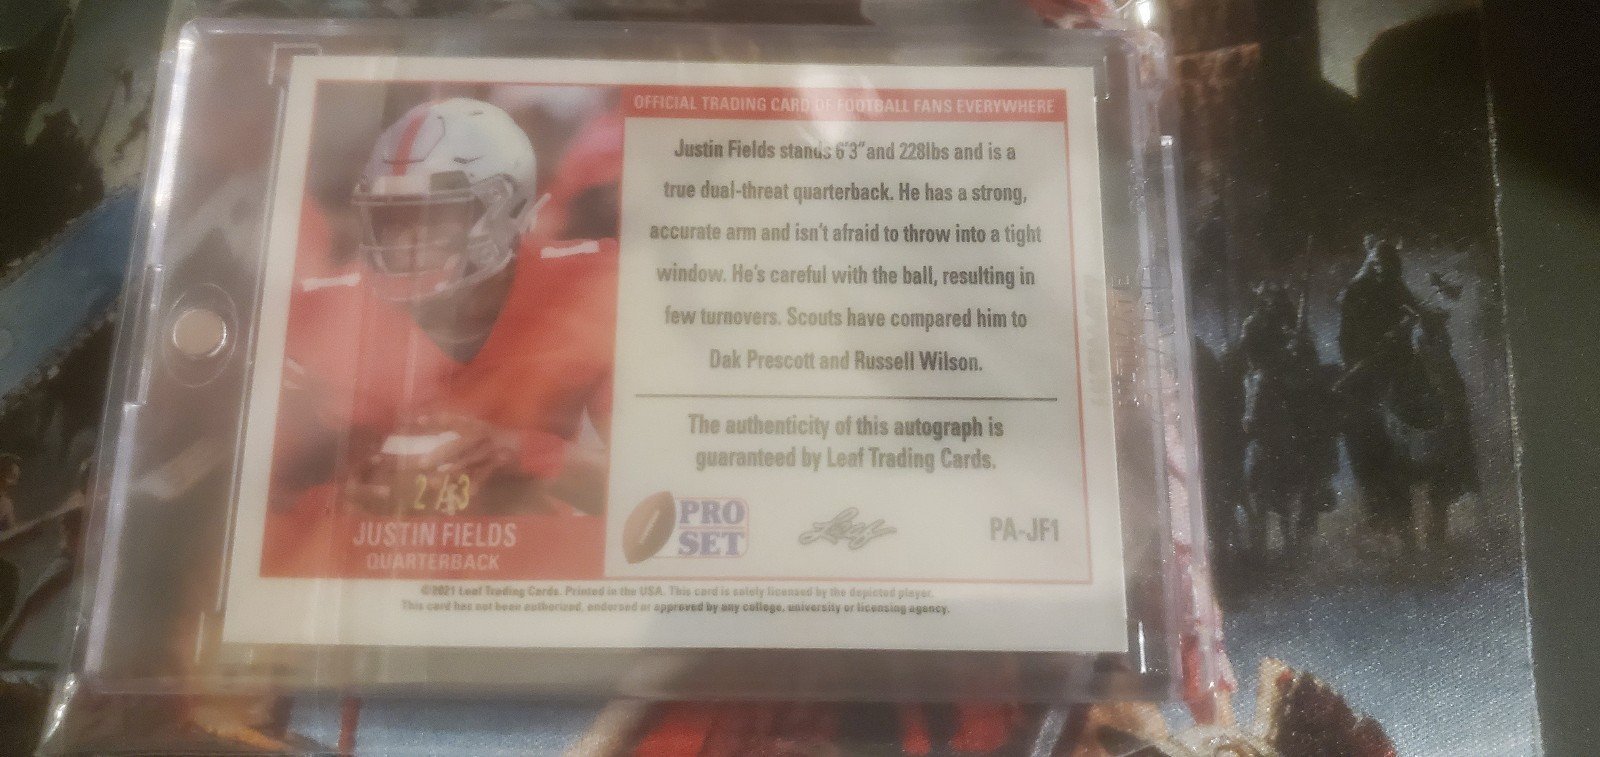 OFFICIAL TRADING CARD OF FOOTBALL FANS EVERYWHERE
Justin Fields stands 6'3" and 228lbs and is a
true dual-threat quarterback. He has a strong,
accurate arm and isn't afraid to throw into a tight
window. He's careful with the ball, resulting in
few turnovers. Scouts have compared him to
Dak Prescott and Russell Wilson.
The authenticity of this autograph is
guaranteed by Leaf Trading Cards.
2/3
JUSTIN FIELDS
QUARTERBACK
PRO
SET
Leaf
PA-JF1
©2021 Leaf Trading Cards. Printed in the USA. This card is solely licensed by the depicted player.
This card has not been authorized, endorsed or approved by any college, university or licensing agency.